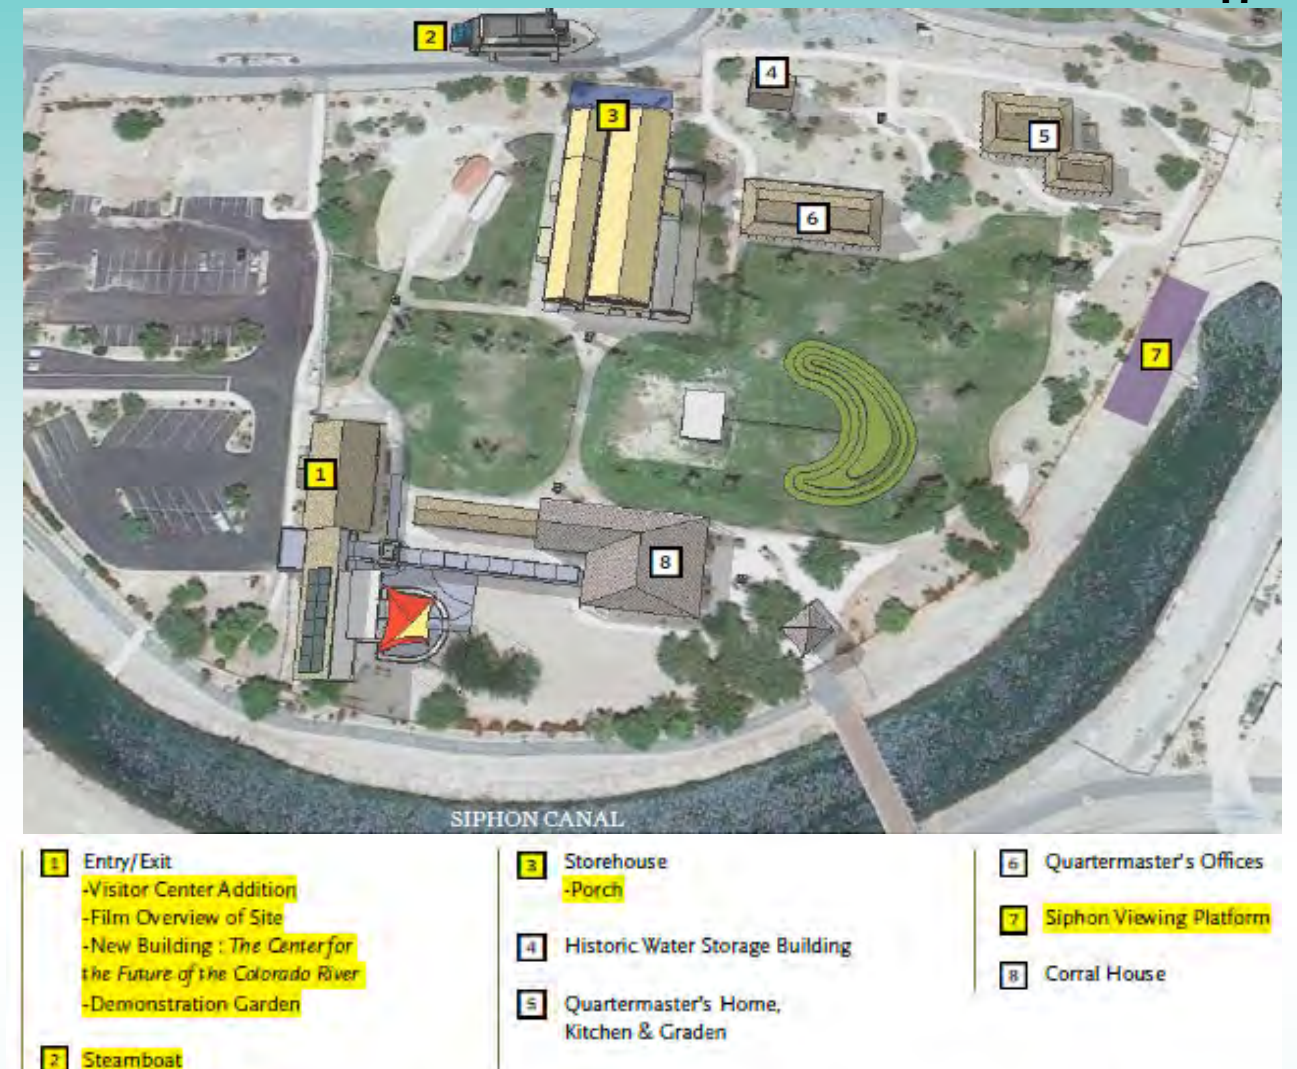 2
4
3
5
6
7
1
8
SIPHON CANAL
1 Entry/Exit
-Visitor Center Addition
-Film Overview of Site
-New Building : The Center for
the Future of the Colorado River
-Demonstration Garden
2 Steamboat
3 Storehouse
-Porch
4 Historic Water Storage Building
5 Quartermaster's Home,
Kitchen & Graden
6 Quartermaster's Offices
7 Siphon Viewing Platform
8 Corral House